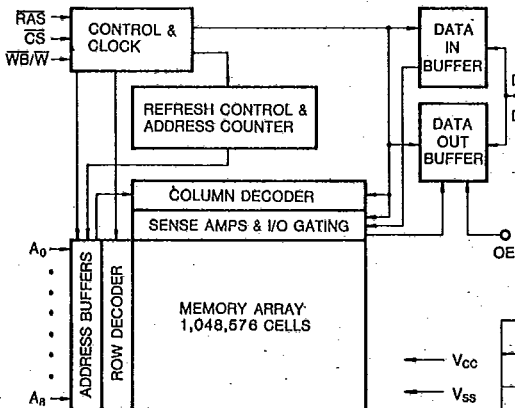 RAS
CS
WB/W
CONTROL &
CLOCK
DATA
IN
BUFFER
REFRESH CONTROL &
ADDRESS COUNTER
DATA
OUT
BUFFER
COLUMN DECODER
SENSE AMPS & I/O GATING
OE
A0
A8
ADDRESS BUFFERS
ROW DECODER
MEMORY ARRAY
1,048,576 CELLS
VCC
VSS